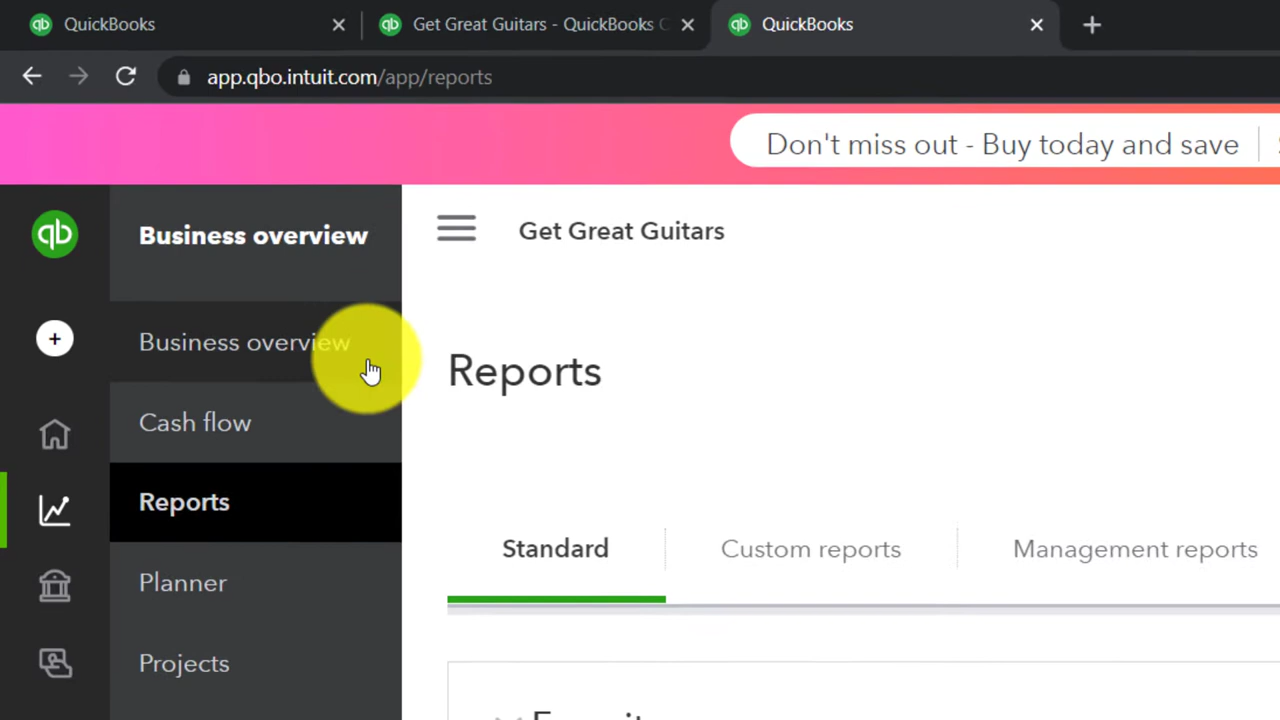 QuickBooks
Get Great Guitars - QuickBooks
QuickBooks
app.qbo.intuit.com/app/reports
Don't miss out - Buy today and save
qb
Business overview
Get Great Guitars
Business overview
Reports
Cash flow
Reports
Standard
Custom reports
Management reports
Planner
Projects